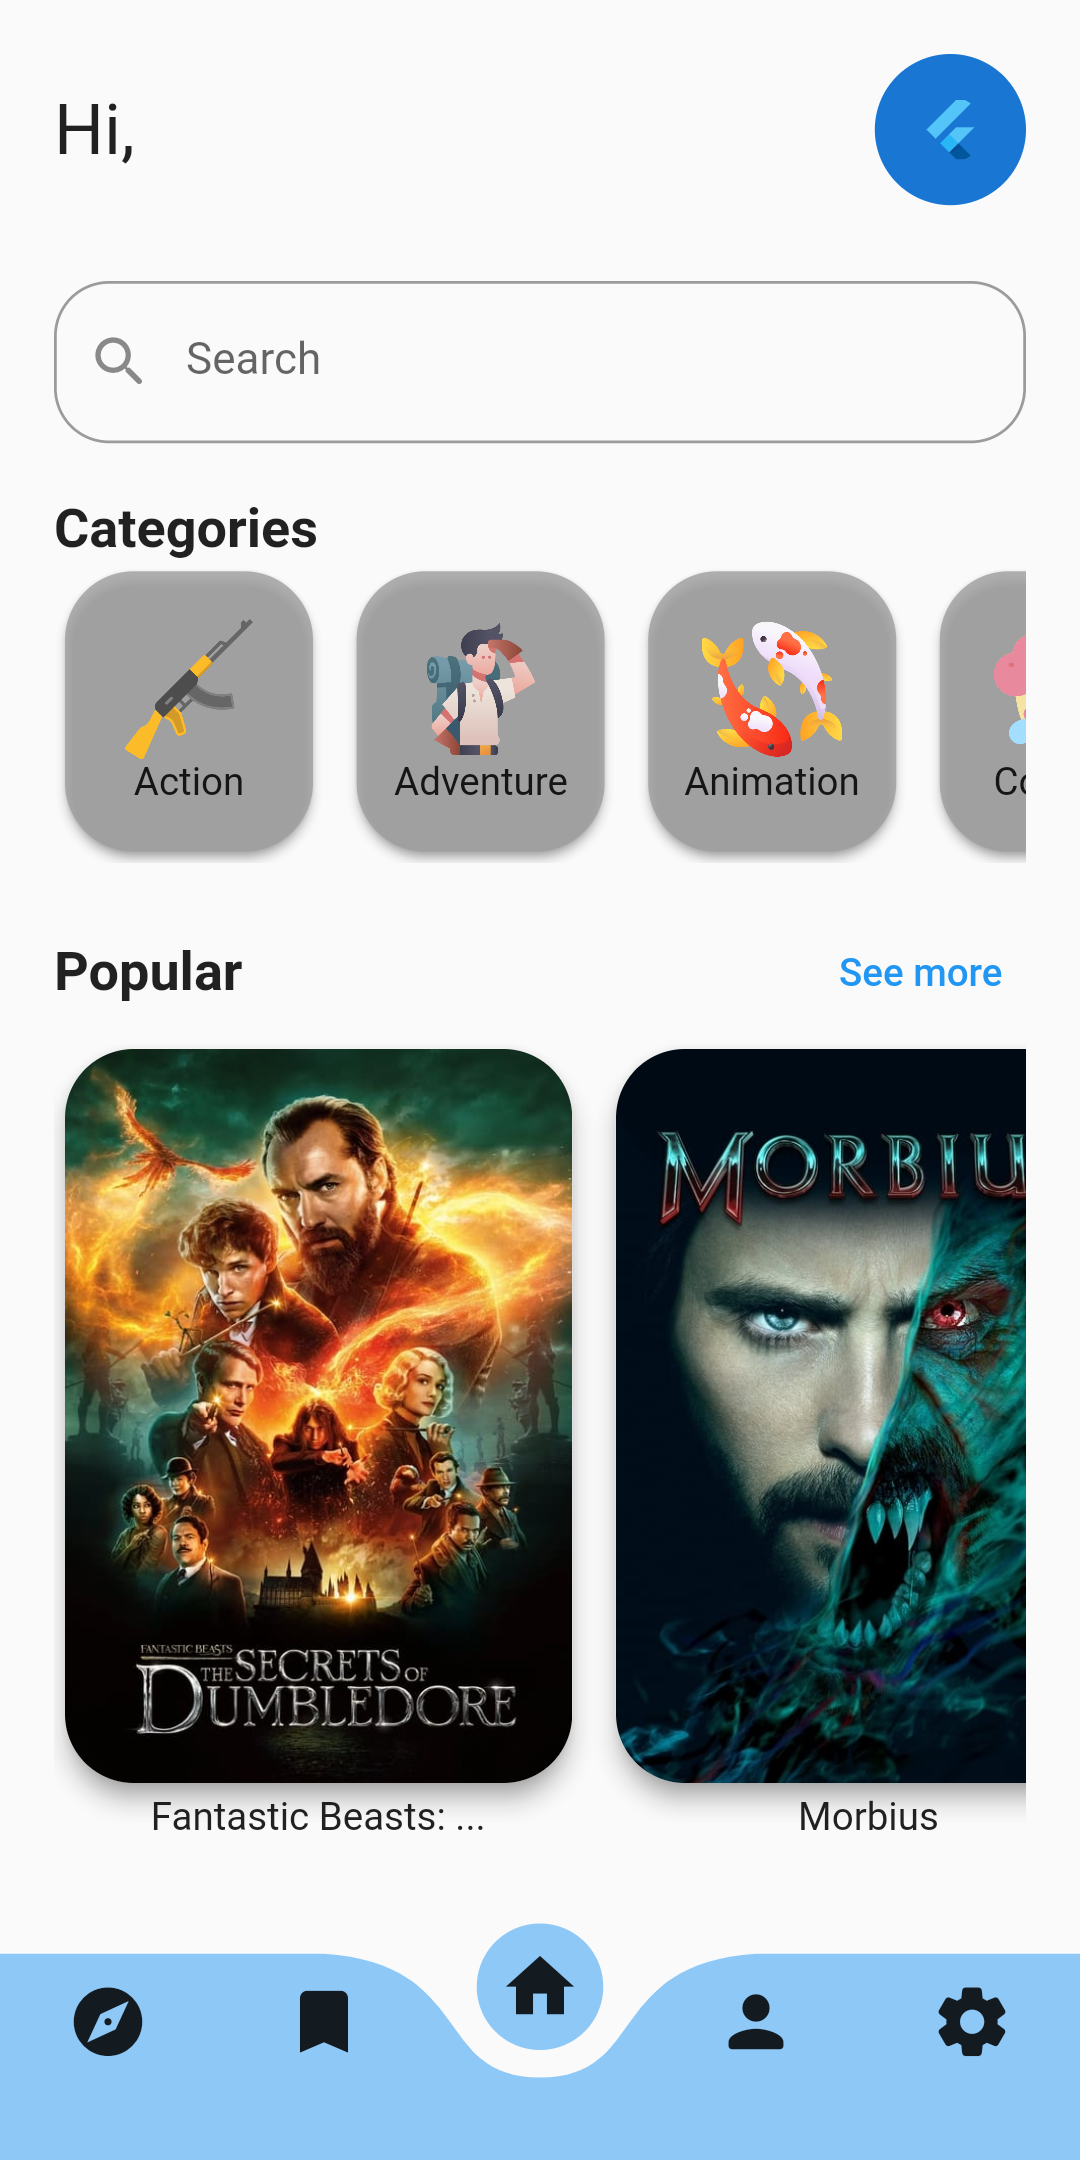 Hi,
Search
Categories
Action
Adventure
Animation
Co
Popular
See more
FANTASTIC BEASTS
THE SECRETS OF
DUMBLEDORE
MORBIU
Fantastic Beasts: ...
Morbius